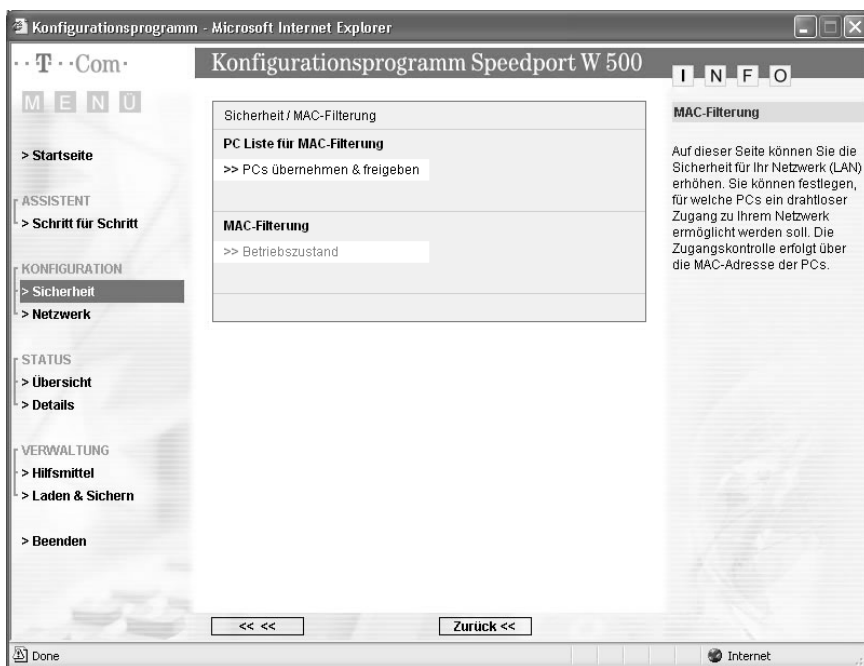 Konfigurationsprogramm - Microsoft Internet Explorer
··T··Com·
Konfigurationsprogramm Speedport W 500
INFO
MENÜ
> Startseite
ASSISTENT
> Schritt für Schritt
KONFIGURATION
> Sicherheit
> Netzwerk
STATUS
> Übersicht
> Details
VERWALTUNG
> Hilfsmittel
> Laden & Sichern
> Beenden
Sicherheit / MAC-Filterung
PC Liste für MAC-Filterung
>> PCs übernehmen & freigeben
MAC-Filterung
>> Betriebszustand
<< <<
Zurück <<
MAC-Filterung
Auf dieser Seite können Sie die
Sicherheit für Ihr Netzwerk (LAN)
erhöhen. Sie können festlegen,
für welche PCs ein drahtloser
Zugang zu Ihrem Netzwerk
ermöglicht werden soll. Die
Zugangskontrolle erfolgt über
die MAC-Adresse der PCs.
Done
Internet